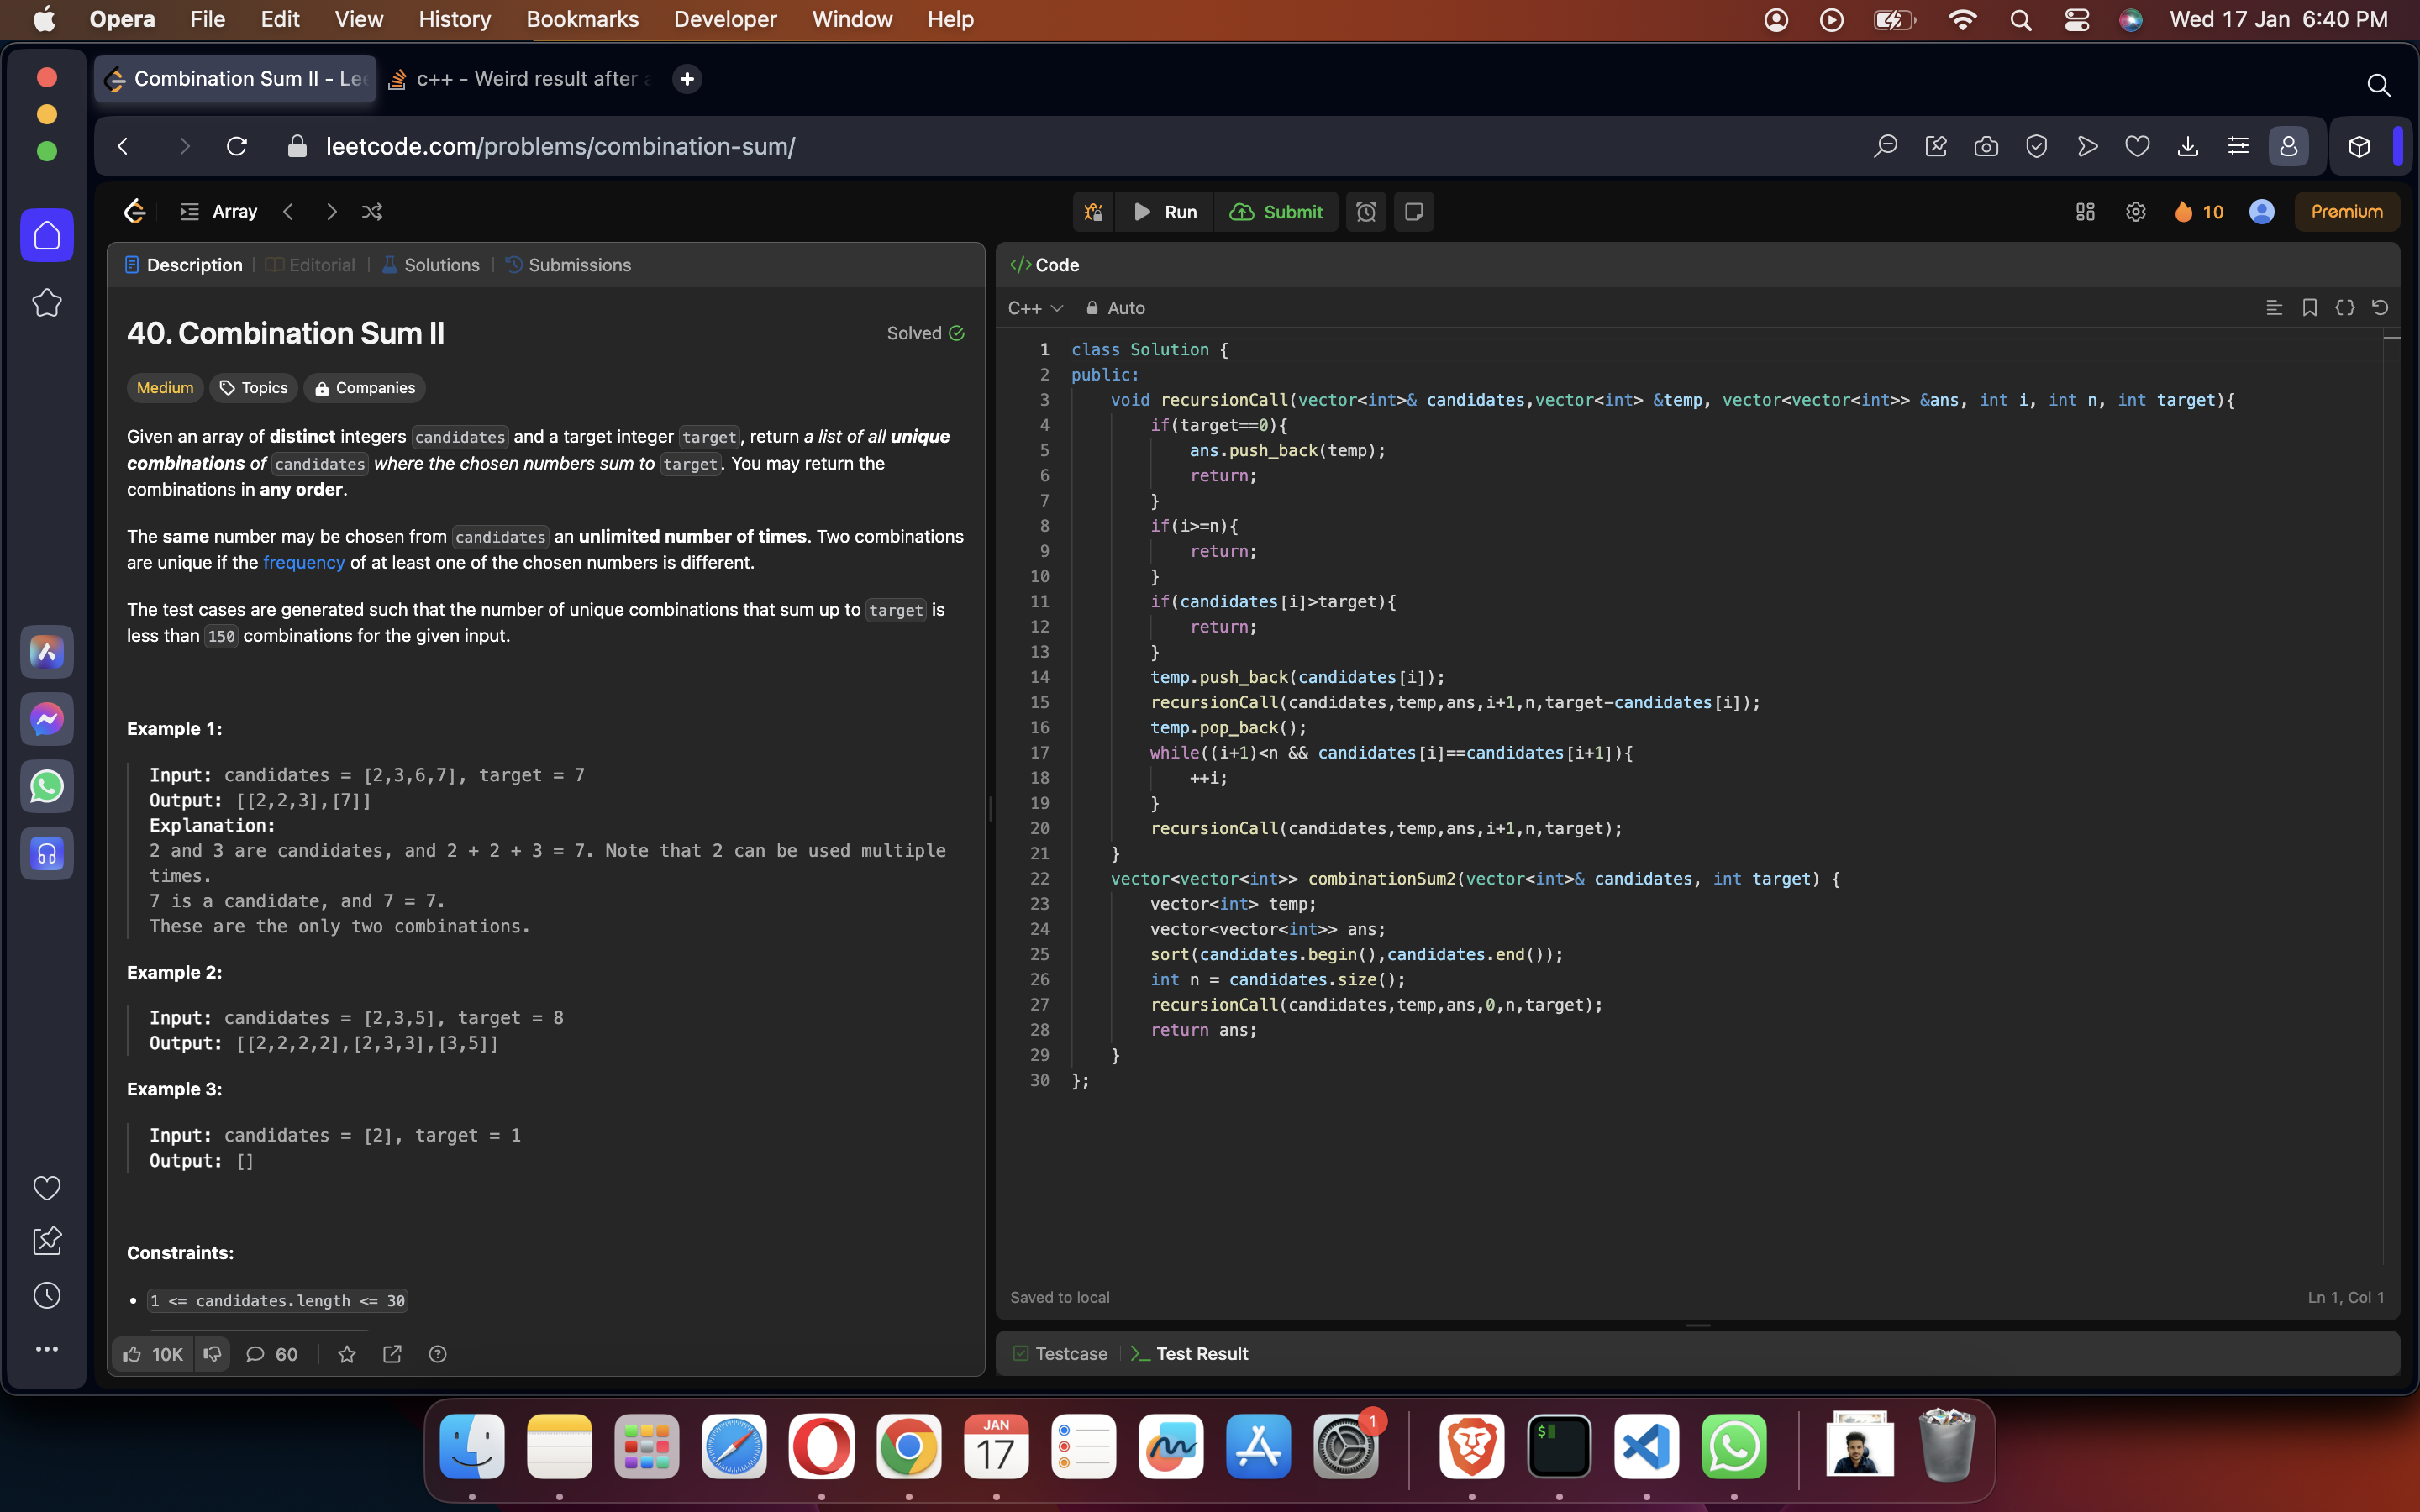 Opera File Edit View History Bookmarks Developer Window Help Wed 17 Jan 6:40 PM
Combination Sum II - Lee c++ - Weird result after a
leetcode.com/problems/combination-sum/
Array Run Submit 10 Premium
Description Editorial Solutions Submissions
40. Combination Sum II Solved
Medium Topics Companies
Given an array of distinct integers candidates and a target integer target, return a list of all unique
combinations of candidates where the chosen numbers sum to target. You may return the
combinations in any order.
The same number may be chosen from candidates an unlimited number of times. Two combinations
are unique if the frequency of at least one of the chosen numbers is different.
The test cases are generated such that the number of unique combinations that sum up to target is
less than 150 combinations for the given input.
Example 1:
Input: candidates = [2,3,6,7], target = 7
Output: [[2,2,3],[7]]
Explanation:
2 and 3 are candidates, and 2 + 2 + 3 = 7. Note that 2 can be used multiple
times.
7 is a candidate, and 7 = 7.
These are the only two combinations.
Example 2:
Input: candidates = [2,3,5], target = 8
Output: [[2,2,2,2],[2,3,3],[3,5]]
Example 3:
Input: candidates = [2], target = 1
Output: []
Constraints:
• 1 <= candidates.length <= 30
10K 60
</> Code
C++ Auto
1 class Solution {
2 public:
3 void recursionCall(vector<int>& candidates,vector<int> &temp, vector<vector<int>> &ans, int i, int n, int target){
4 if(target==0){
5 ans.push_back(temp);
6 return;
7 }
8 if(i>=n){
9 return;
10 }
11 if(candidates[i]>target){
12 return;
13 }
14 temp.push_back(candidates[i]);
15 recursionCall(candidates,temp,ans,i+1,n,target-candidates[i]);
16 temp.pop_back();
17 while((i+1)<n && candidates[i]==candidates[i+1]){
18 ++i;
19 }
20 recursionCall(candidates,temp,ans,i+1,n,target);
21 }
22 vector<vector<int>> combinationSum2(vector<int>& candidates, int target) {
23 vector<int> temp;
24 vector<vector<int>> ans;
25 sort(candidates.begin(),candidates.end());
26 int n = candidates.size();
27 recursionCall(candidates,temp,ans,0,n,target);
28 return ans;
29 }
30 };
Saved to local Ln 1, Col 1
Testcase >_ Test Result
JAN
17
1
$